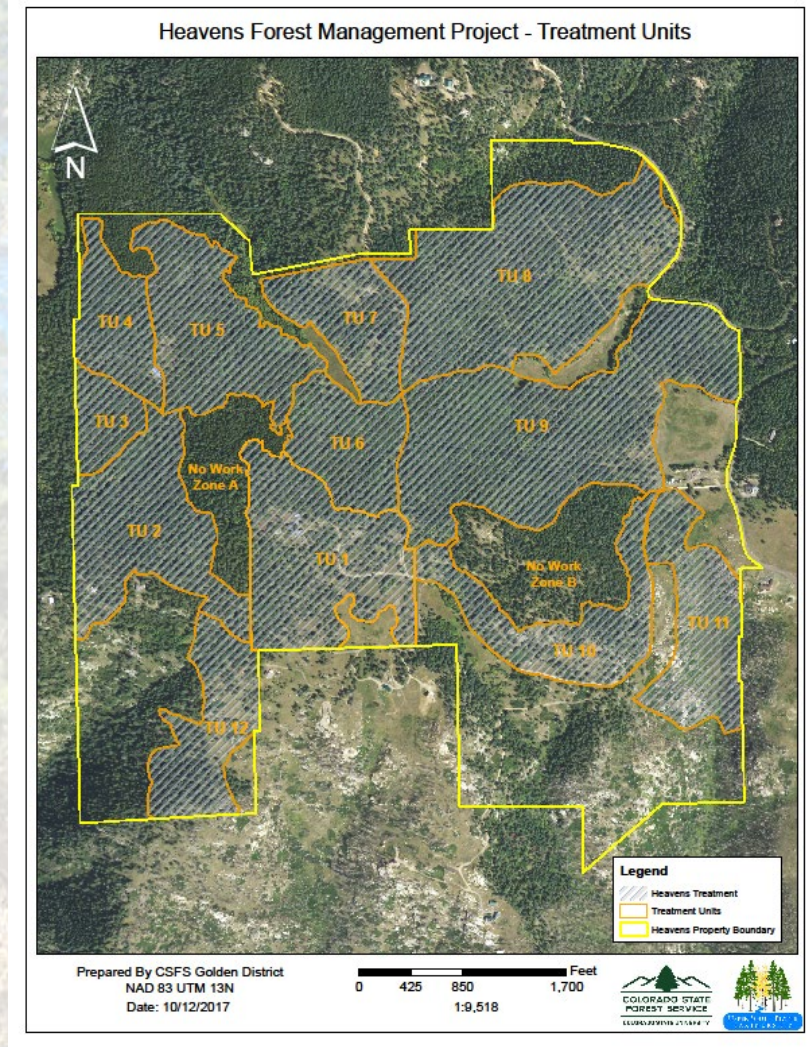 Heavens Forest Management Project - Treatment Units
N
TU 8
TU 4
TU 5
TU 7
TU 3
TU 9
TU 6
No Work
Zone A
TU 2
TU 1
No Work
Zone B
TU 11
TU 10
TU 12
Legend
Heavens Treatment
Treatment Units
Heavens Property Boundary
Prepared By CSFS Golden District
NAD 83 UTM 13N
Date: 10/12/2017
Feet
0 425 850 1,700
1:9,518
COLORADO STATE
FOREST SERVICE
COLORADO STATE UNIVERSITY